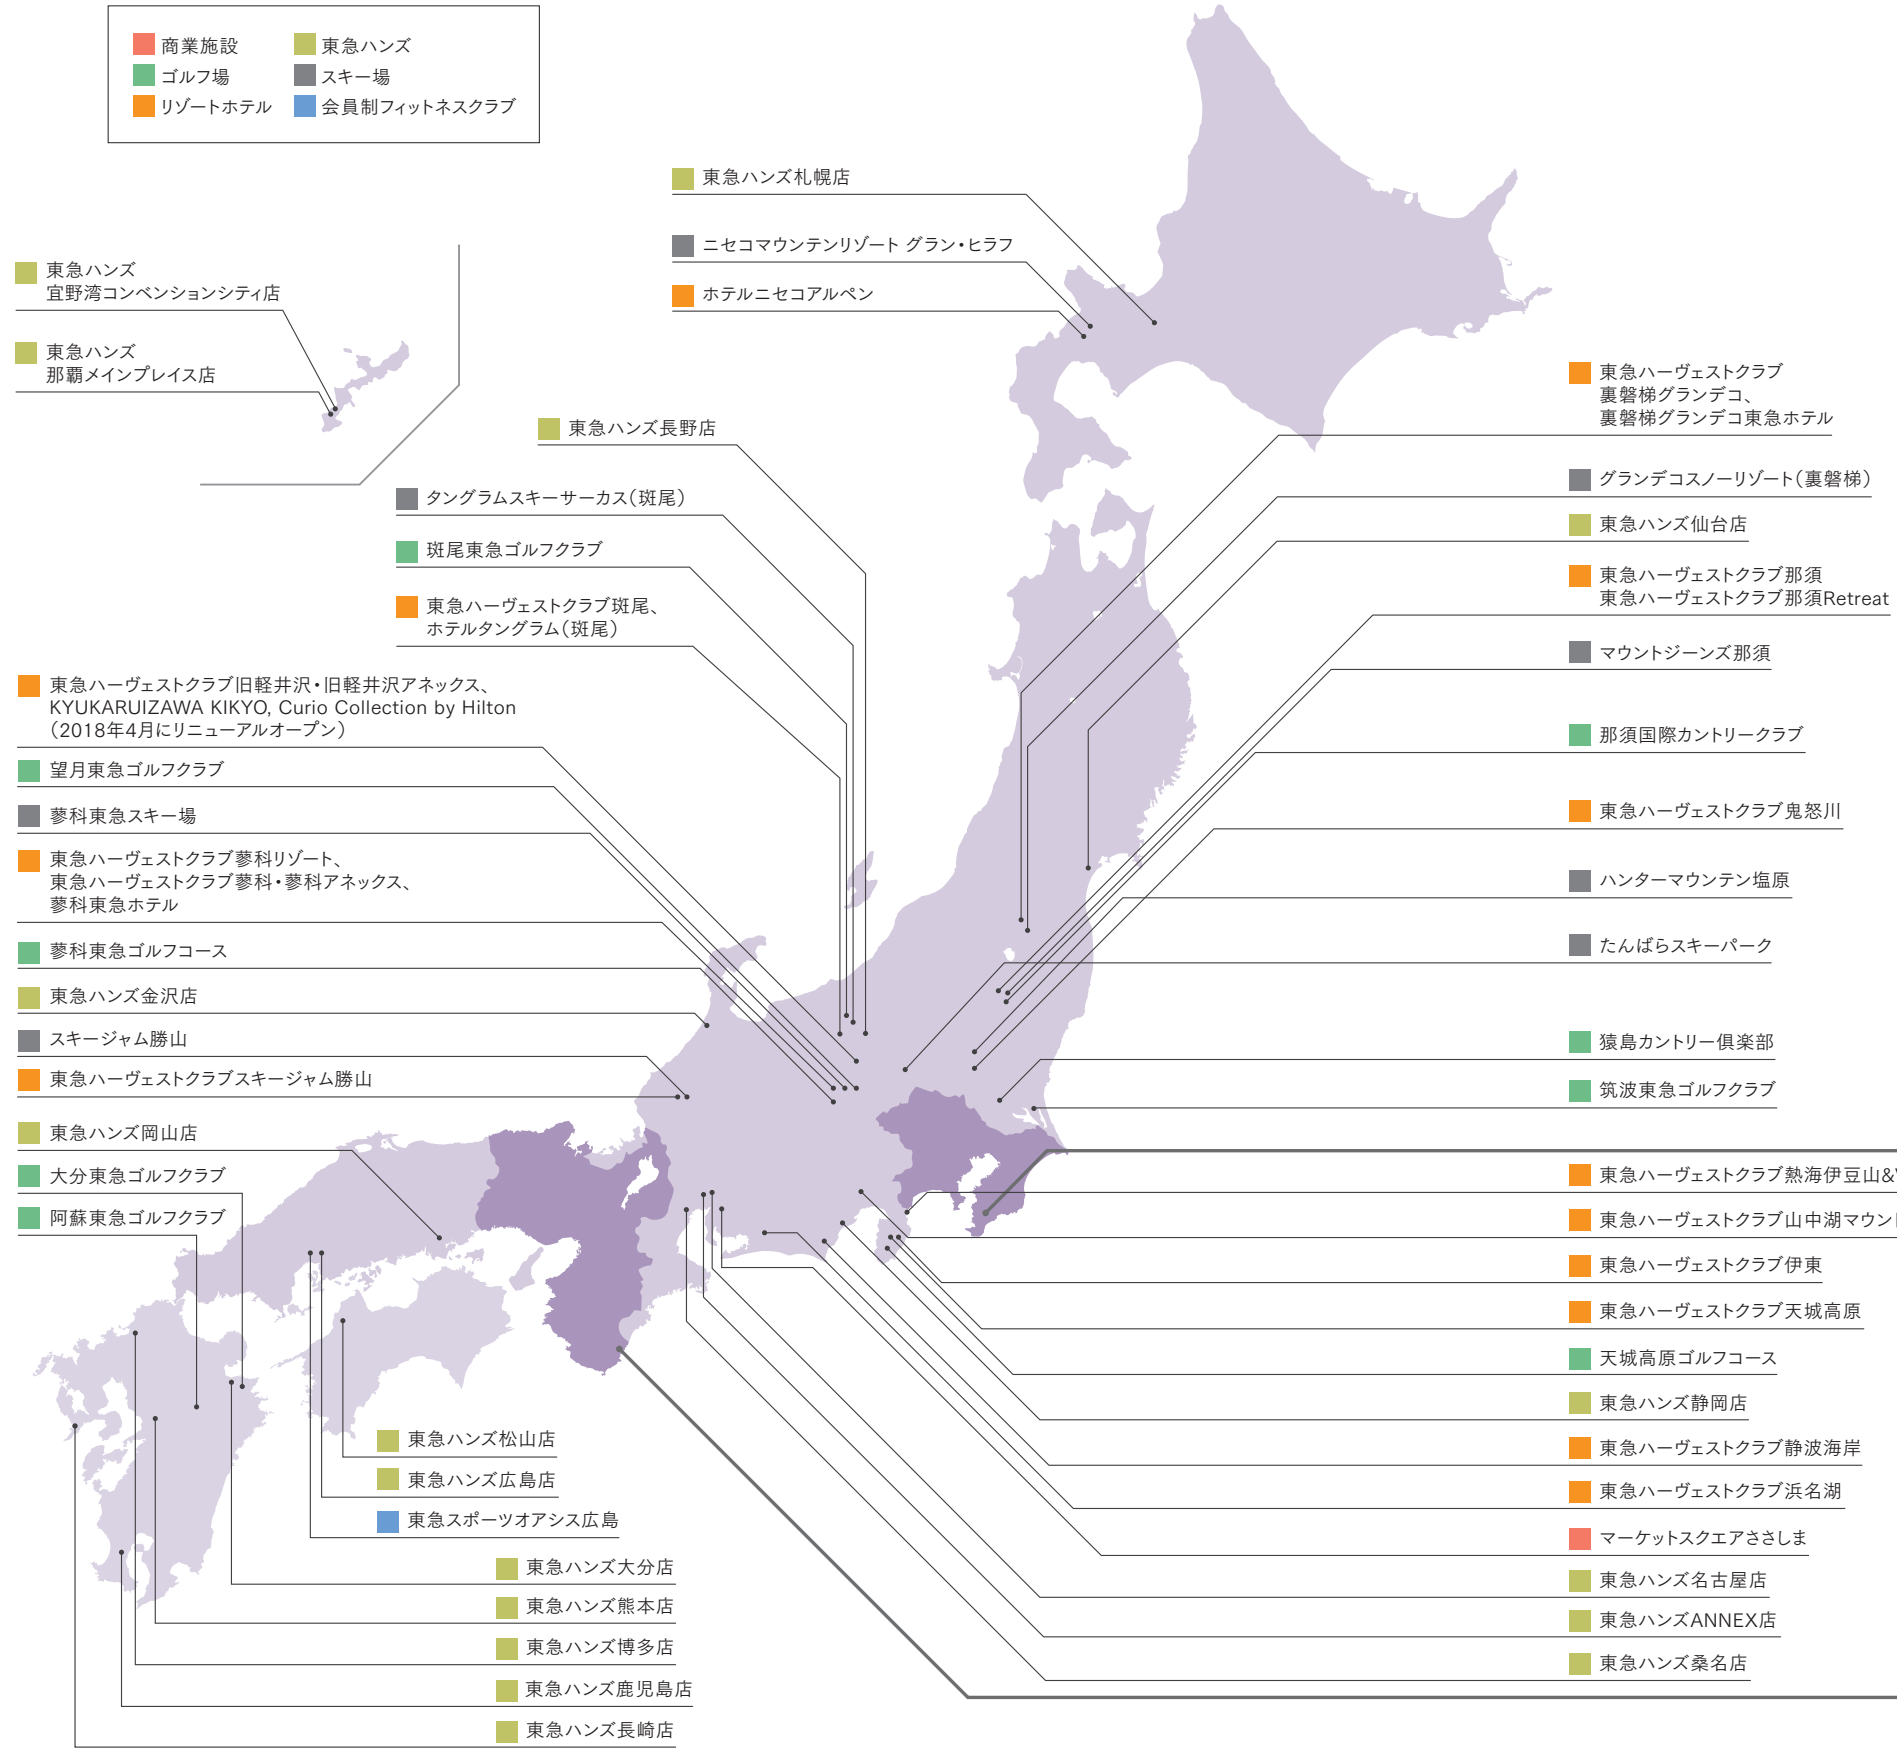 商業施設
東急ハンズ
ゴルフ場
スキー場
リゾートホテル
会員制フィットネスクラブ
東急ハンズ札幌店
ニセコマウンテンリゾート グラン・ヒラフ
ホテルニセコアルペン
東急ハンズ
宜野湾コンベンションシティ店
東急ハンズ
那覇メインプレイス店
東急ハンズ長野店
タングラムスキーサーカス(斑尾)
斑尾東急ゴルフクラブ
東急ハーヴェストクラブ斑尾、
ホテルタングラム(斑尾)
東急ハーヴェストクラブ旧軽井沢・旧軽井沢アネックス、
KYUKARUIZAWA KIKYO, Curio Collection by Hilton
(2018年4月にリニューアルオープン)
望月東急ゴルフクラブ
蓼科東急スキー場
東急ハーヴェストクラブ蓼科リゾート、
東急ハーヴェストクラブ蓼科・蓼科アネックス、
蓼科東急ホテル
蓼科東急ゴルフコース
東急ハンズ金沢店
スキージャム勝山
東急ハーヴェストクラブスキージャム勝山
東急ハンズ岡山店
大分東急ゴルフクラブ
阿蘇東急ゴルフクラブ
東急ハンズ松山店
東急ハンズ広島店
東急スポーツオアシス広島
東急ハンズ大分店
東急ハンズ熊本店
東急ハンズ博多店
東急ハンズ鹿児島店
東急ハンズ長崎店
東急ハーヴェストクラブ
裏磐梯グランデコ、
裏磐梯グランデコ東急ホテル
グランデコスノーリゾート(裏磐梯)
東急ハンズ仙台店
東急ハーヴェストクラブ那須
東急ハーヴェストクラブ那須Retreat
マウントジーンズ那須
那須国際カントリークラブ
東急ハーヴェストクラブ鬼怒川
ハンターマウンテン塩原
たんばらスキーパーク
猿島カントリー倶楽部
筑波東急ゴルフクラブ
東急ハーヴェストクラブ熱海伊豆山&
東急ハーヴェストクラブ山中湖マウン
東急ハーヴェストクラブ伊東
東急ハーヴェストクラブ天城高原
天城高原ゴルフコース
東急ハンズ静岡店
東急ハーヴェストクラブ静波海岸
東急ハーヴェストクラブ浜名湖
マーケットスクエアささしま
東急ハンズ名古屋店
東急ハンズANNEX店
東急ハンズ桑名店